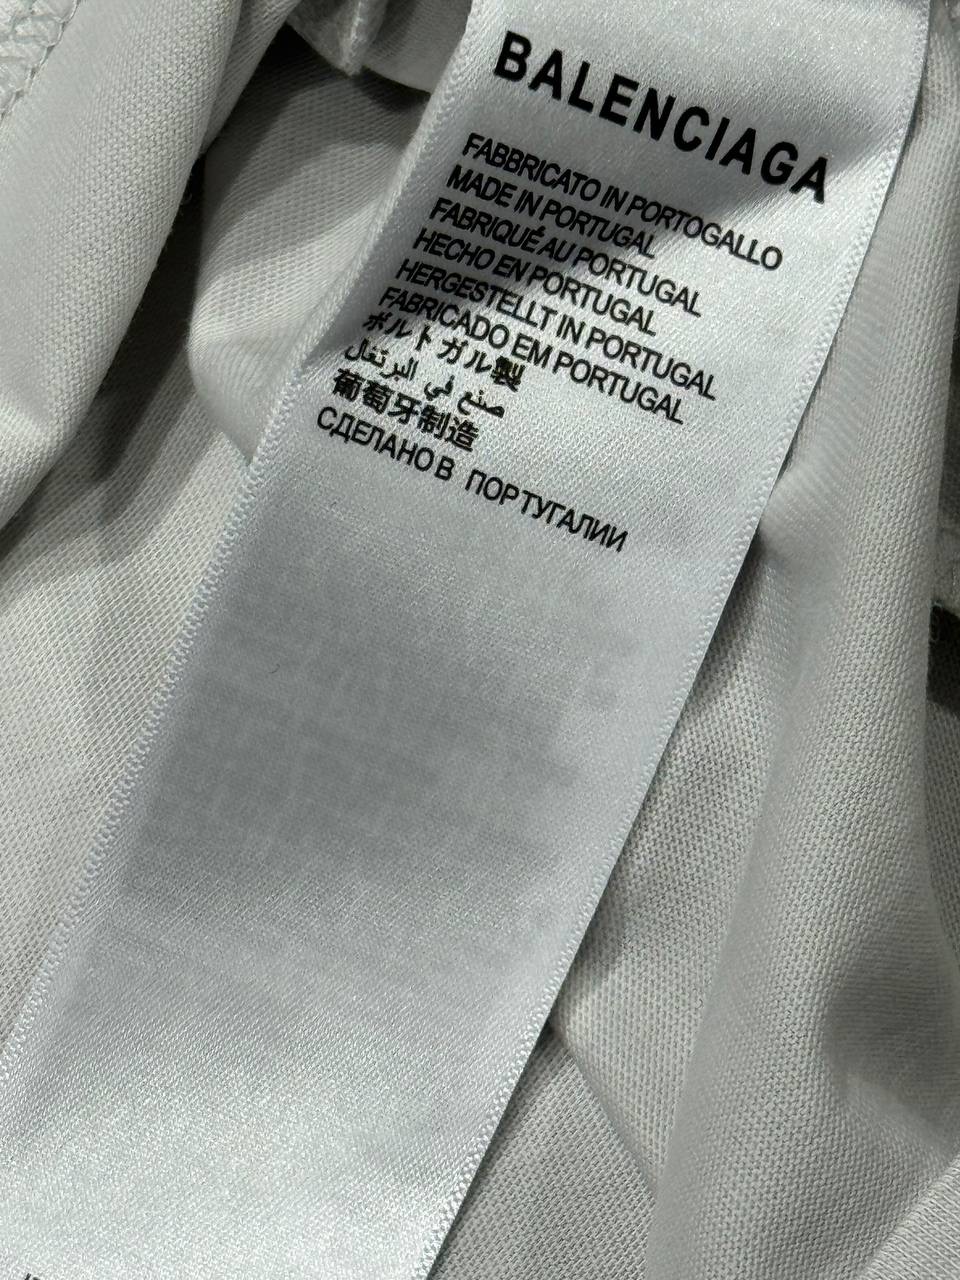 BALENCIAGA
FABBRICATO IN PORTOGALLO
MADE IN PORTUGAL
FABRIQUÉ AU PORTUGAL
HECHO EN PORTUGAL
HERGESTELLT IN PORTUGAL
FABRICADO EM PORTUGAL
ポルトガル製
صنع في البرتغال
葡萄牙制造
СДЕЛАНО В ПОРТУГАЛИИ